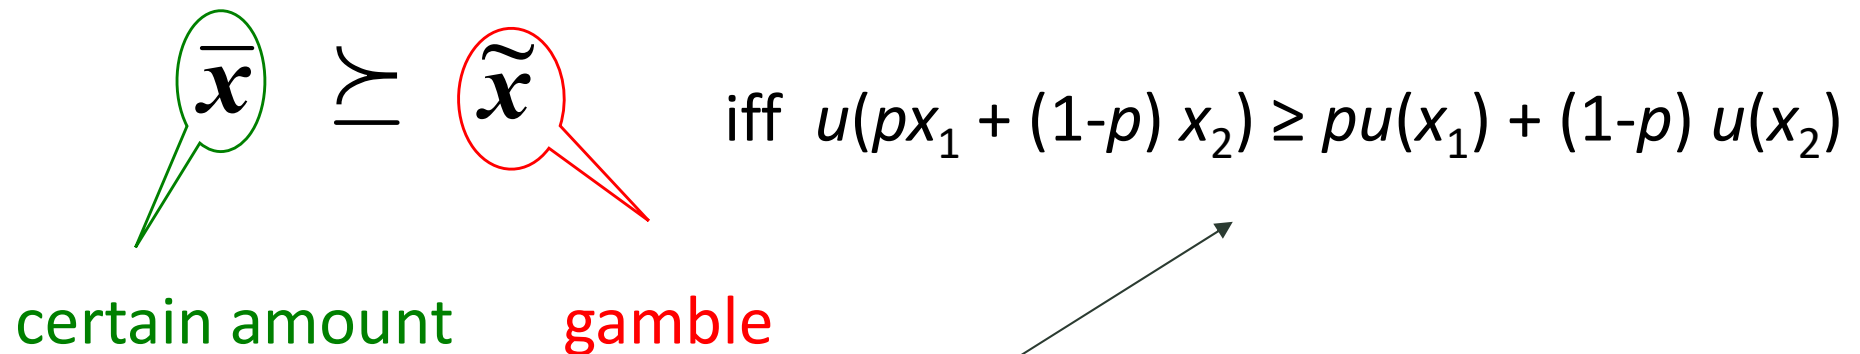 x̅ ⪰ x̃ iff u(px₁ + (1-p) x₂) ≥ pu(x₁) + (1-p) u(x₂)
certain amount gamble